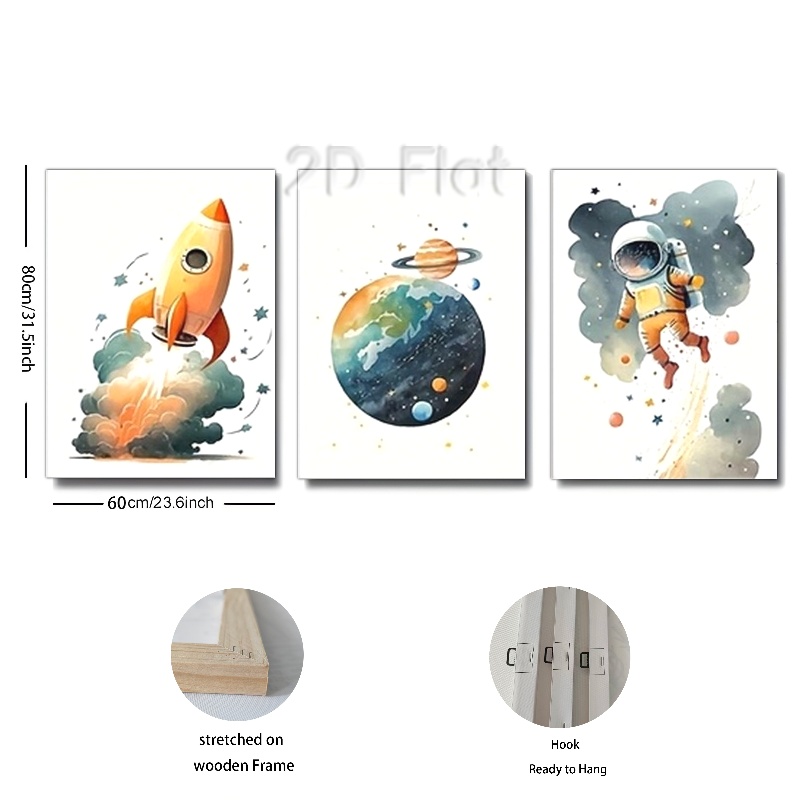 2D Flat
80cm/31.5inch
60cm/23.6inch
stretched on
wooden Frame
Hook
Ready to Hang